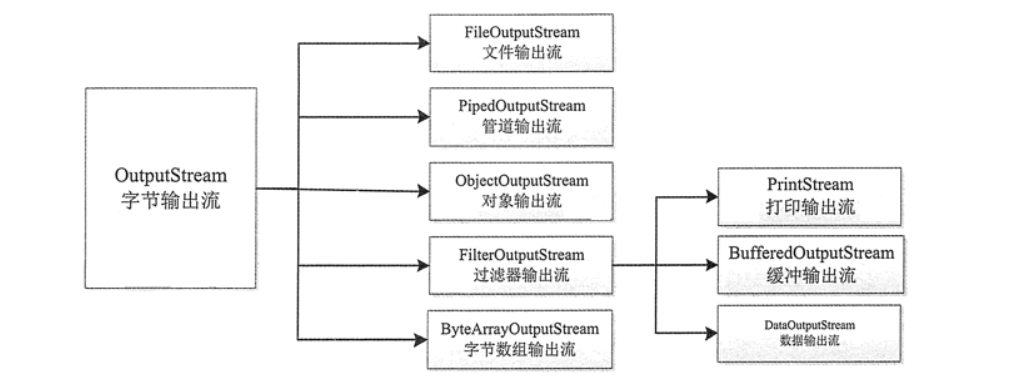 OutputStream
字节输出流
FileOutputStream
文件输出流
PipedOutputStream
管道输出流
ObjectOutputStream
对象输出流
FilterOutputStream
过滤器输出流
ByteArrayOutputStream
字节数组输出流
PrintStream
打印输出流
BufferedOutputStream
缓冲输出流
DataOutputStream
数据输出流